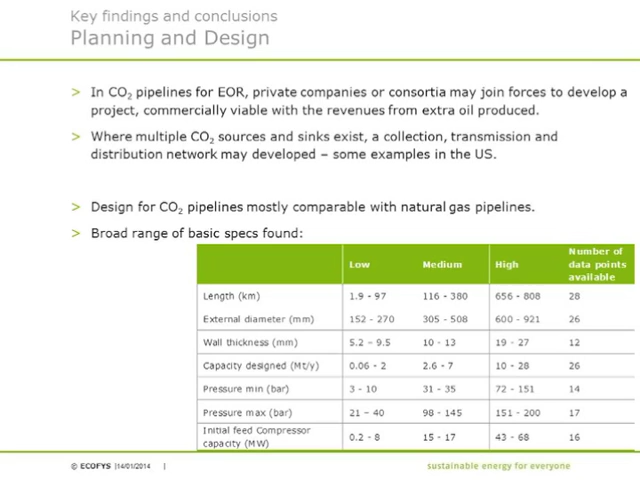 Key findings and conclusions
Planning and Design
> In CO₂ pipelines for EOR, private companies or consortia may join forces to develop a
project, commercially viable with the revenues from extra oil produced.
> Where multiple CO₂ sources and sinks exist, a collection, transmission and
distribution network may developed – some examples in the US.
> Design for CO₂ pipelines mostly comparable with natural gas pipelines.
> Broad range of basic specs found:
Low Medium High Number of
data points
available
Length (km) 1.9 - 97 116 - 380 656 - 808 28
External diameter (mm) 152 - 270 305 - 508 600 - 921 26
Wall thickness (mm) 5.2 – 9.5 10 - 13 19 - 27 12
Capacity designed (Mt/y) 0.06 - 2 2.6 - 7 10 - 28 26
Pressure min (bar) 3 - 10 31 – 35 72 - 151 14
Pressure max (bar) 21 – 40 98 - 145 151 - 200 17
Initial feed Compressor
capacity (MW) 0.2 - 8 15 - 17 43 - 68 16
© ECOFYS |14/01/2014 | sustainable energy for everyone